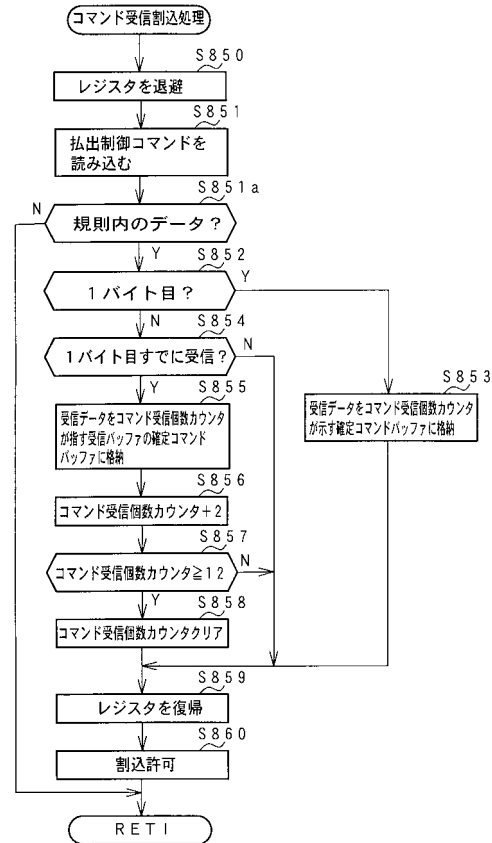 コマンド受信割込処理
S850
レジスタを退避
S851
払出制御コマンドを
読み込む
S851a
N
規則内のデータ？
Y
S852
Y
1バイト目？
N
S854
N
1バイト目すでに受信？
Y
S855
S853
受信データをコマンド受信個数カウンタ
が指す受信バッファの確定コマンド
バッファに格納
受信データをコマンド受信個数カウンタ
が示す確定コマンドバッファに格納
S856
コマンド受信個数カウンタ＋2
S857
N
コマンド受信個数カウンタ≧12
Y
S858
コマンド受信個数カウンタクリア
S859
レジスタを復帰
S860
割込許可
RETI